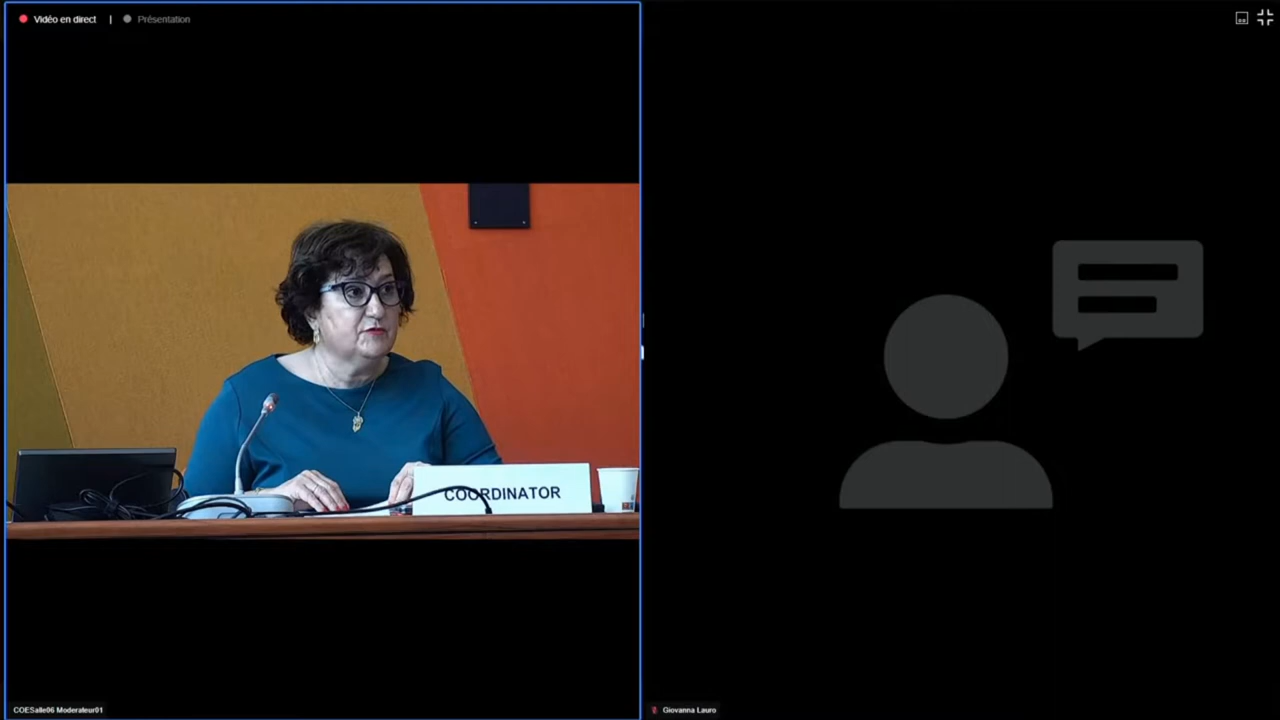 Vidéo en direct | Présentation
COORDINATOR
COESalle06 Moderateur01
Giovanna Lauro